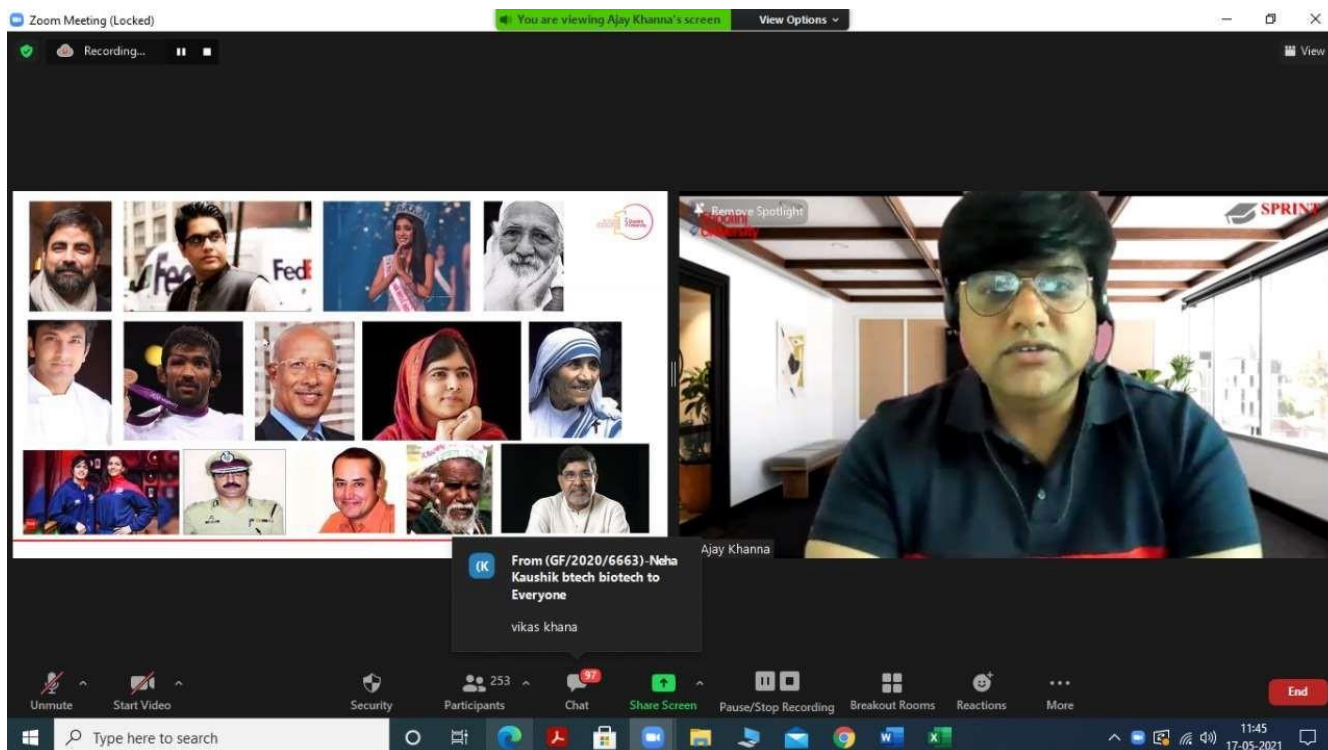 Zoom Meeting (Locked)
You are viewing Ajay Khanna's screen
View Options
Recording...
View
Fed
FedE
Remove Spotlight
University
SPRINT
Ajay Khanna
From (GF/2020/6663)-Neha
Kaushik btech biotech to
Everyone
vikas khana
(K
253
97
Unmute
Start Video
Security
Participants
Chat
Share Screen
Pause/Stop Recording
Breakout Rooms
Reactions
More
End
Type here to search
11:45
17-05-2021